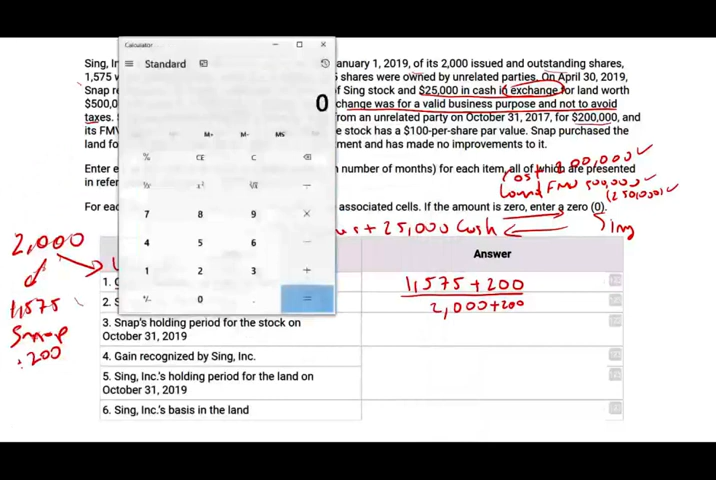 Calculator
Standard
0
M+
M-
MS
%
CE
C
7
8
9
4
5
6
1
2
3
+
0
=
Sing, In
anuary 1, 2019, of its 2,000 issued and outstanding shares,
1,575 w
shares were owned by unrelated parties. On April 30, 2019,
Snap re
of Sing stock and $25,000 in cash in exchange for land worth
$500,0
change was for a valid business purpose and not to avoid
taxes.
from an unrelated party on October 31, 2017, for $200,000, and
its FMV
e stock has a $100-per-share par value. Snap purchased the
land fo
ment and has made no improvements to it.
Enter e
n number of months) for each item, all of which are presented
in refer
200,000
Land FMV 500,000
(250,000)
For eac
associated cells. If the amount is zero, enter a zero (0).
+ 25,000 Cash
Sing
2,000
1,575
Snap
+200
Answer
1.
1,575 + 200
2. S
2,000+200
3. Snap's holding period for the stock on
October 31, 2019
4. Gain recognized by Sing, Inc.
5. Sing, Inc.'s holding period for the land on
October 31, 2019
6. Sing, Inc.'s basis in the land